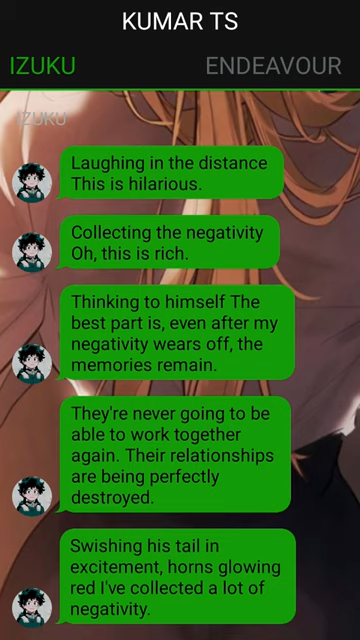 KUMAR TS
IZUKU ENDEAVOUR
IZUKU
Laughing in the distance
This is hilarious.
Collecting the negativity
Oh, this is rich.
Thinking to himself The
best part is, even after my
negativity wears off, the
memories remain.
They're never going to be
able to work together
again. Their relationships
are being perfectly
destroyed.
Swishing his tail in
excitement, horns glowing
red I've collected a lot of
negativity.